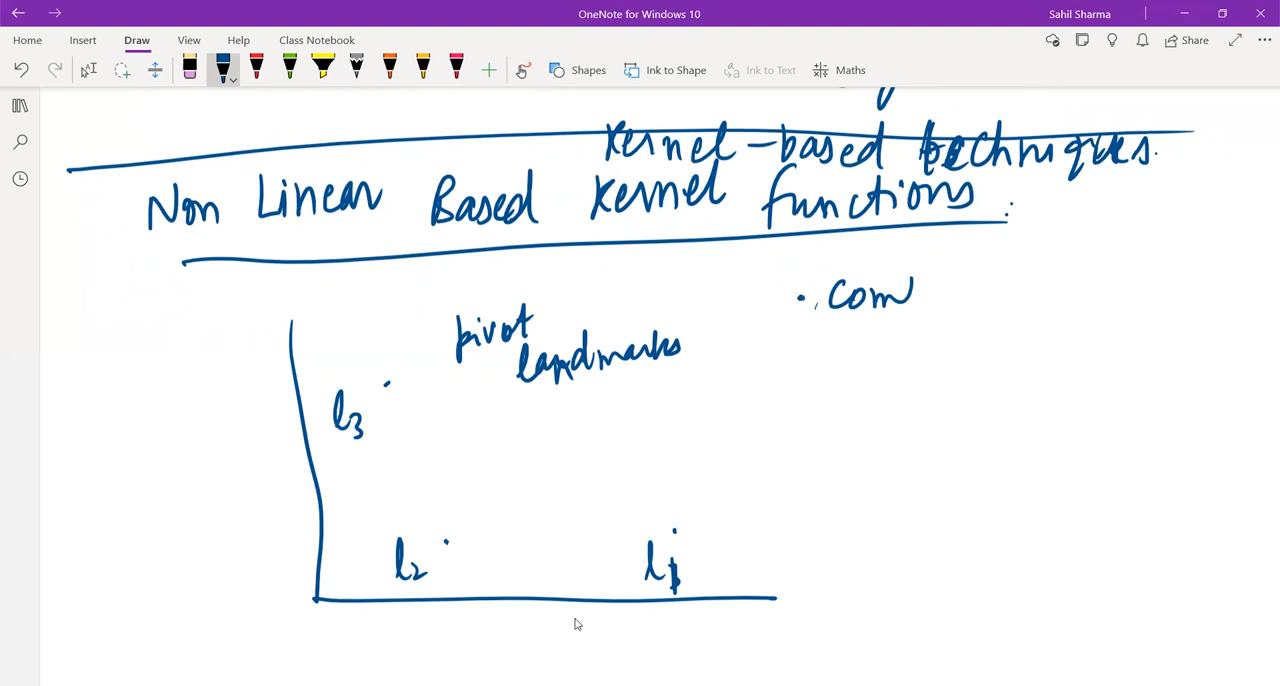 OneNote for Windows 10
Sahil Sharma
Home Insert Draw View Help Class Notebook
Share
Shapes Ink to Shape Ink to Text Maths
Kernel-based techniques.
Non Linear Based Kernel functions.
. com
pivot
landmarks
l3
l2 l1